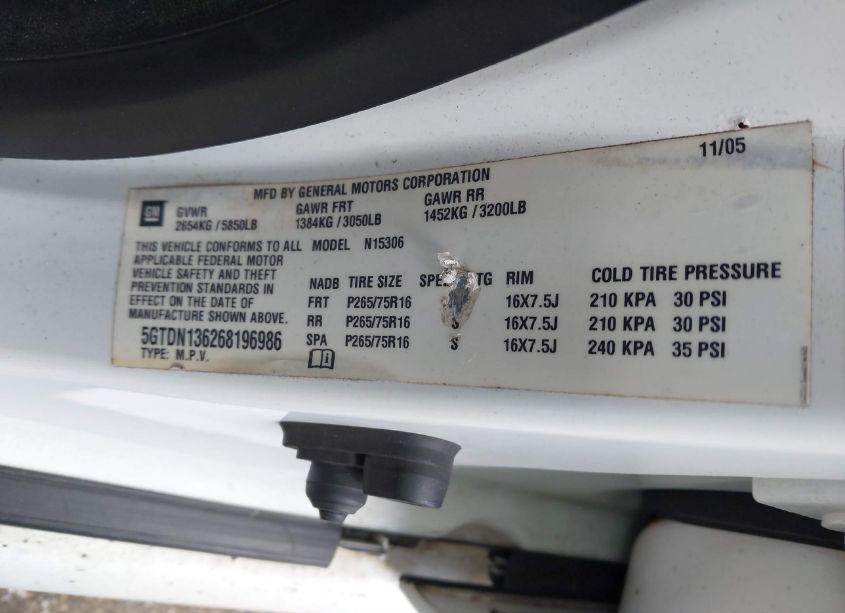 11/05
MFD BY GENERAL MOTORS CORPORATION
GM
GVWR GAWR FRT GAWR RR
2654KG / 5850LB 1384KG / 3050LB 1452KG / 3200LB
THIS VEHICLE CONFORMS TO ALL MODEL N15306
APPLICABLE FEDERAL MOTOR
VEHICLE SAFETY AND THEFT
PREVENTION STANDARDS IN
EFFECT ON THE DATE OF
MANUFACTURE SHOWN ABOVE.
5GTDN136268196986
TYPE: M.P.V.
NADB TIRE SIZE RIM COLD TIRE PRESSURE
FRT P265/75R16 16X7.5J 210 KPA 30 PSI
RR P265/75R16 S 16X7.5J 210 KPA 30 PSI
SPA P265/75R16 S 16X7.5J 240 KPA 35 PSI